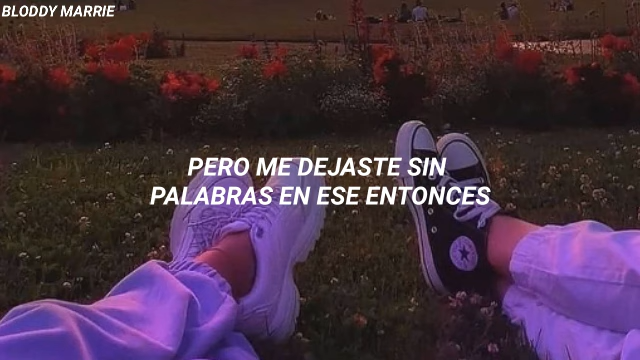 BLODDY MARRIE
PERO ME DEJASTE SIN
PALABRAS EN ESE ENTONCES